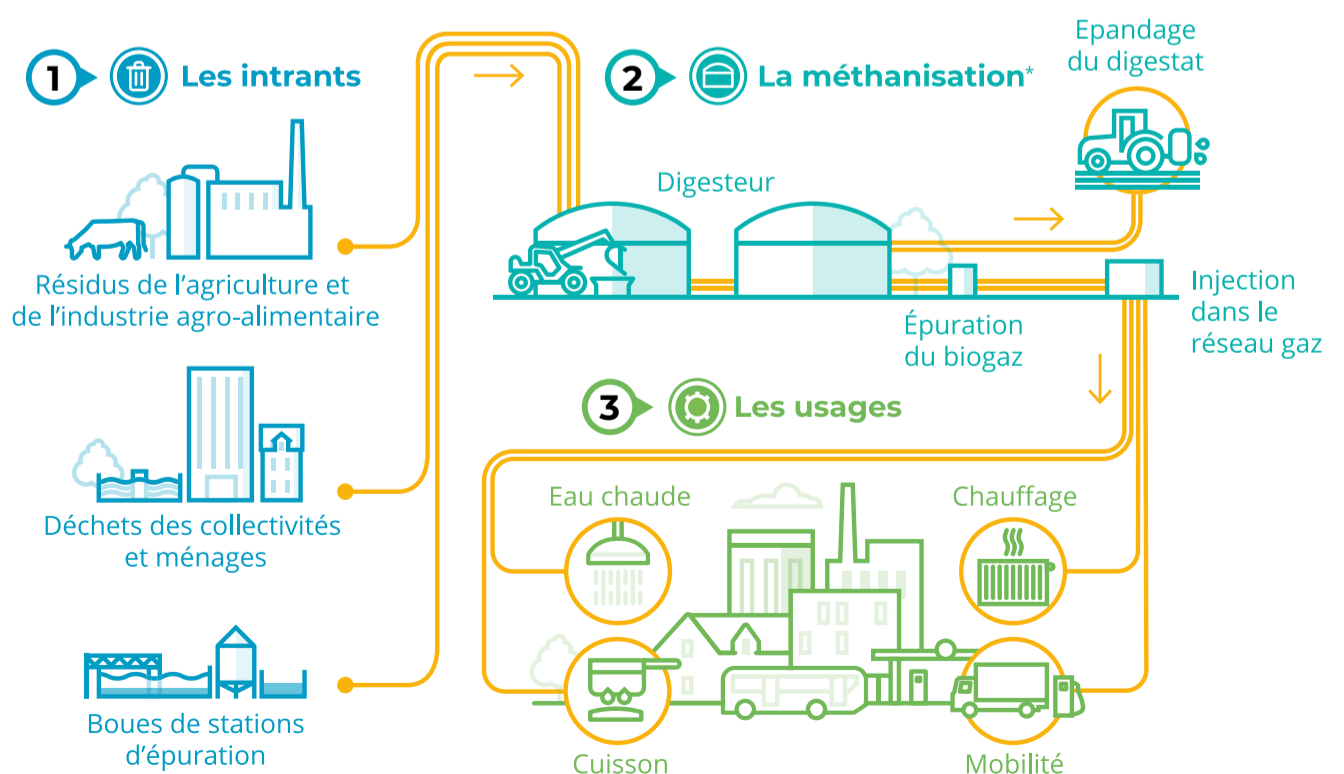 1
Les intrants
Résidus de l'agriculture et
de l'industrie agro-alimentaire
Déchets des collectivités
et ménages
Boues de stations
d'épuration
2
La méthanisation*
Digesteur
Epandage
du digestat
Épuration
du biogaz
Injection
dans le
réseau gaz
3
Les usages
Eau chaude
Chauffage
Cuisson
Mobilité